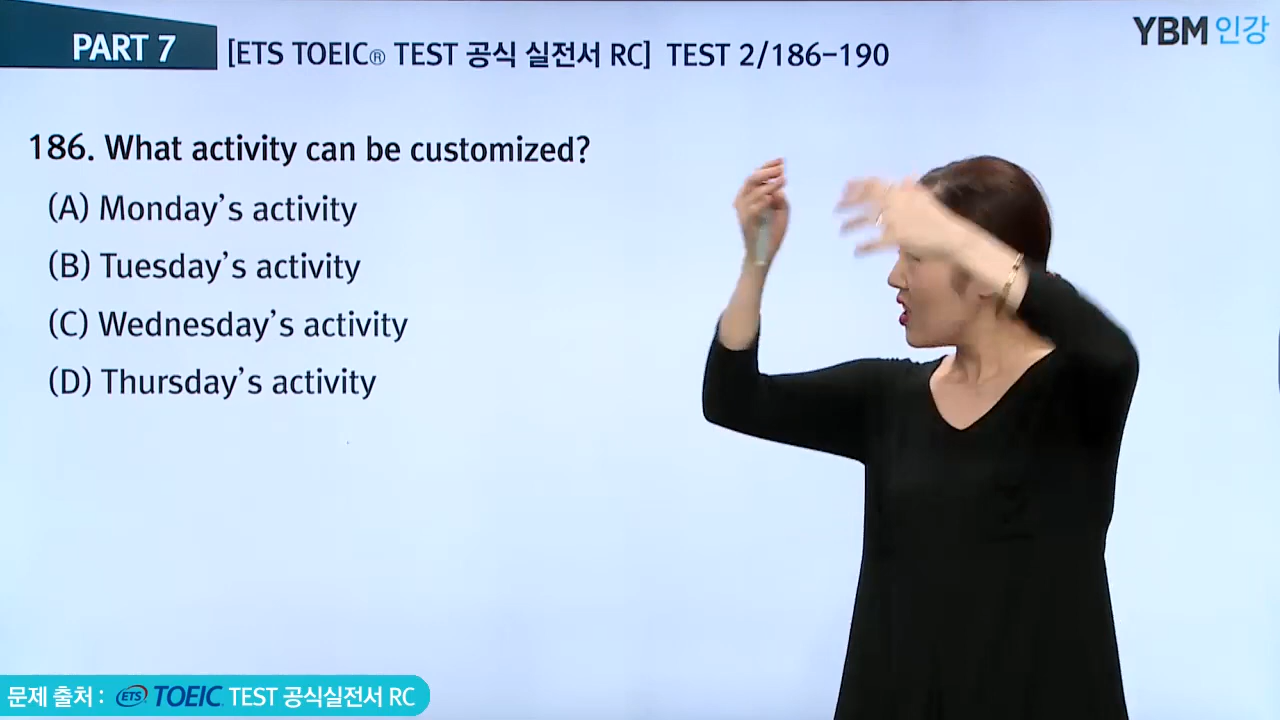 PART 7
[ETS TOEIC® TEST 공식 실전서 RC] TEST 2/186-190
YBM 인강
186. What activity can be customized?
(A) Monday's activity
(B) Tuesday's activity
(C) Wednesday's activity
(D) Thursday's activity
문제 출처 : ETS TOEIC TEST 공식실전서 RC